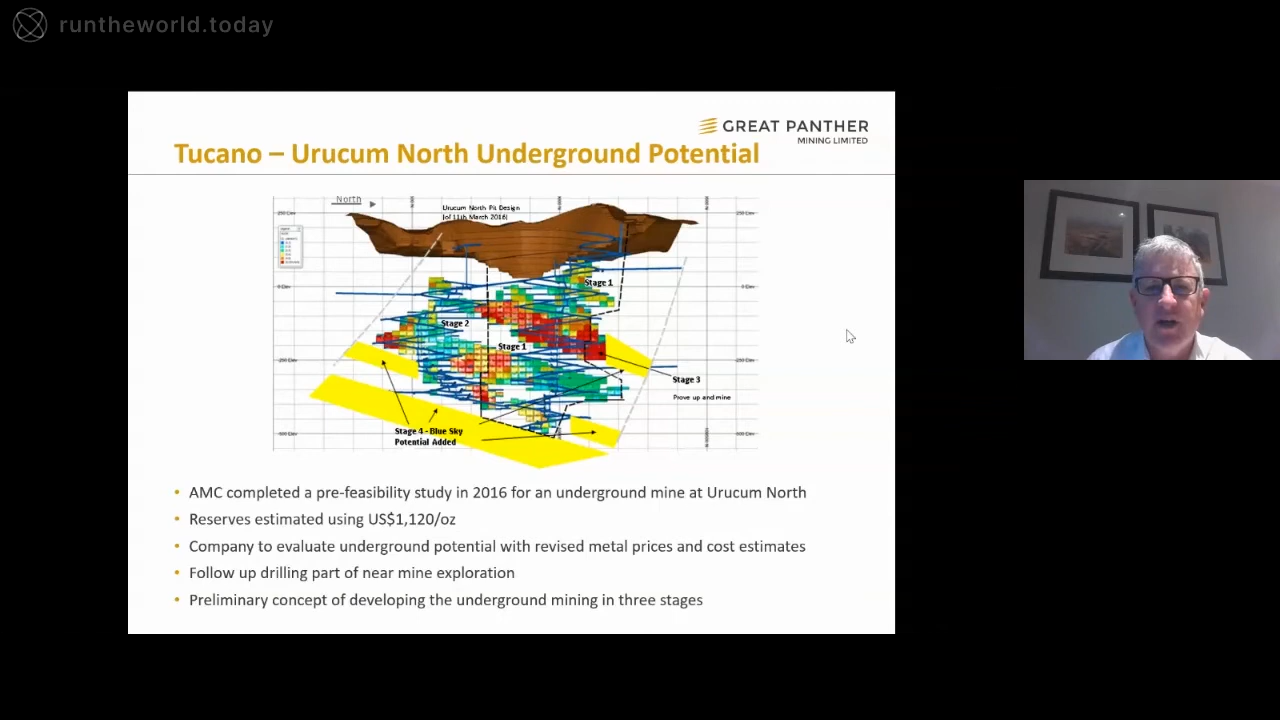 runtheworld.today
GREAT PANTHER
MINING LIMITED
Tucano – Urucum North Underground Potential
North
Urucum North Pit Design
(of 11th March 2016)
Stage 1
Stage 2
Stage 1
Stage 3
Prove up and mine
Stage 4 - Blue Sky
Potential Added
• AMC completed a pre-feasibility study in 2016 for an underground mine at Urucum North
• Reserves estimated using US$1,120/oz
• Company to evaluate underground potential with revised metal prices and cost estimates
• Follow up drilling part of near mine exploration
• Preliminary concept of developing the underground mining in three stages